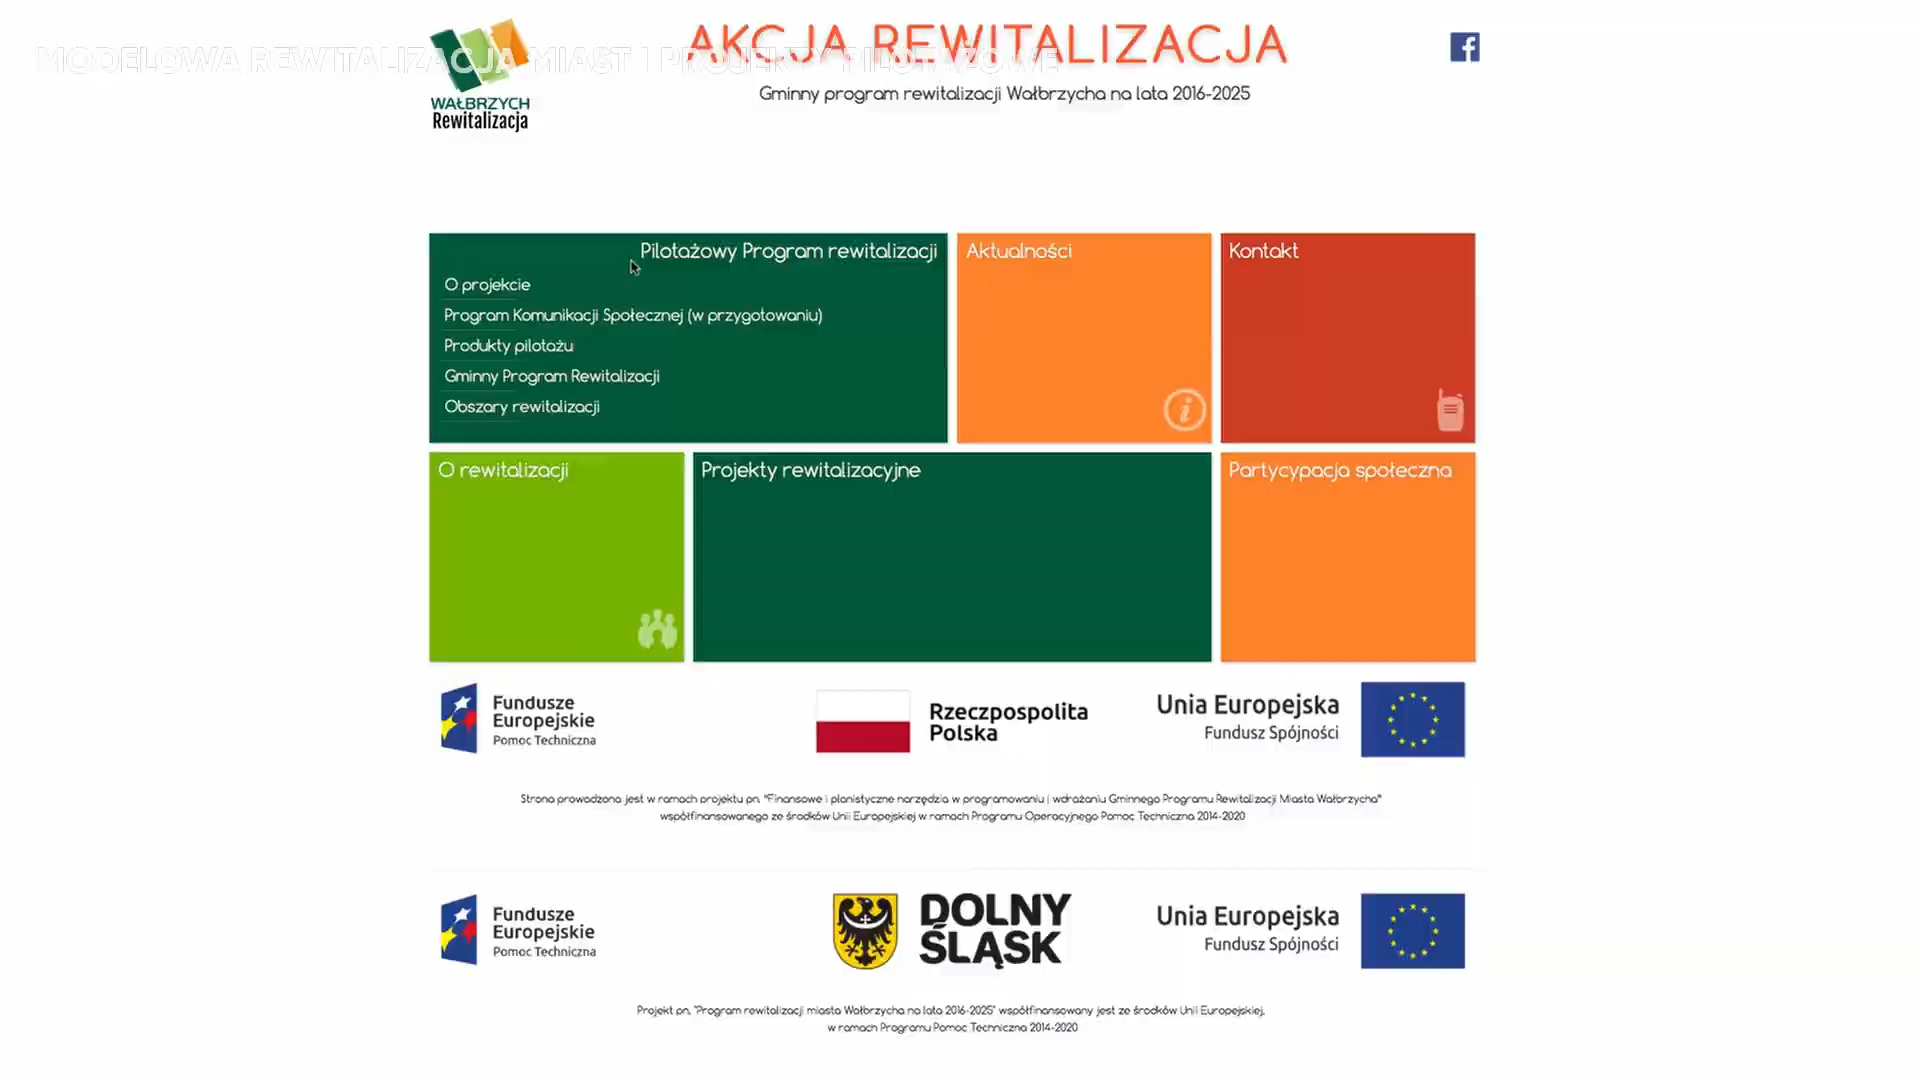 MODELOWA REWITALIZACJA MIAST I PROJEKTY PILOTAŻOWE
WAŁBRZYCH
Rewitalizacja
AKCJA REWITALIZACJA
Gminny program rewitalizacji Wałbrzycha na lata 2016-2025
Pilotażowy Program rewitalizacji
O projekcie
Program Komunikacji Społecznej (w przygotowaniu)
Produkty pilotażu
Gminny Program Rewitalizacji
Obszary rewitalizacji
Aktualności
Kontakt
O rewitalizacji
Projekty rewitalizacyjne
Partycypacja społeczna
Fundusze
Europejskie
Pomoc Techniczna
Rzeczpospolita
Polska
Unia Europejska
Fundusz Spójności
Strona prowadzona jest w ramach projektu pn. "Finansowe i planistyczne narzędzia w programowaniu i wdrażaniu Gminnego Programu Rewitalizacji Miasta Wałbrzycha"
współfinansowanego ze środków Unii Europejskiej w ramach Programu Operacyjnego Pomoc Techniczna 2014-2020
Fundusze
Europejskie
Pomoc Techniczna
DOLNY
ŚLĄSK
Unia Europejska
Fundusz Spójności
Projekt pn. "Program rewitalizacji miasta Wałbrzycha na lata 2016-2025" współfinansowany jest ze środków Unii Europejskiej,
w ramach Programu Pomoc Techniczna 2014-2020